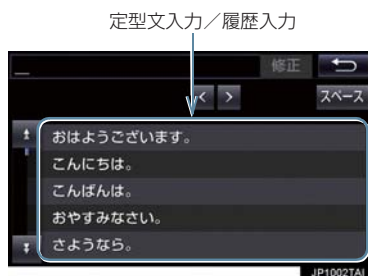 定型文入力／履歴入力
修正
< >
スペース
おはようございます。
こんにちは。
こんばんは。
おやすみなさい。
さようなら。
JP1002TAI